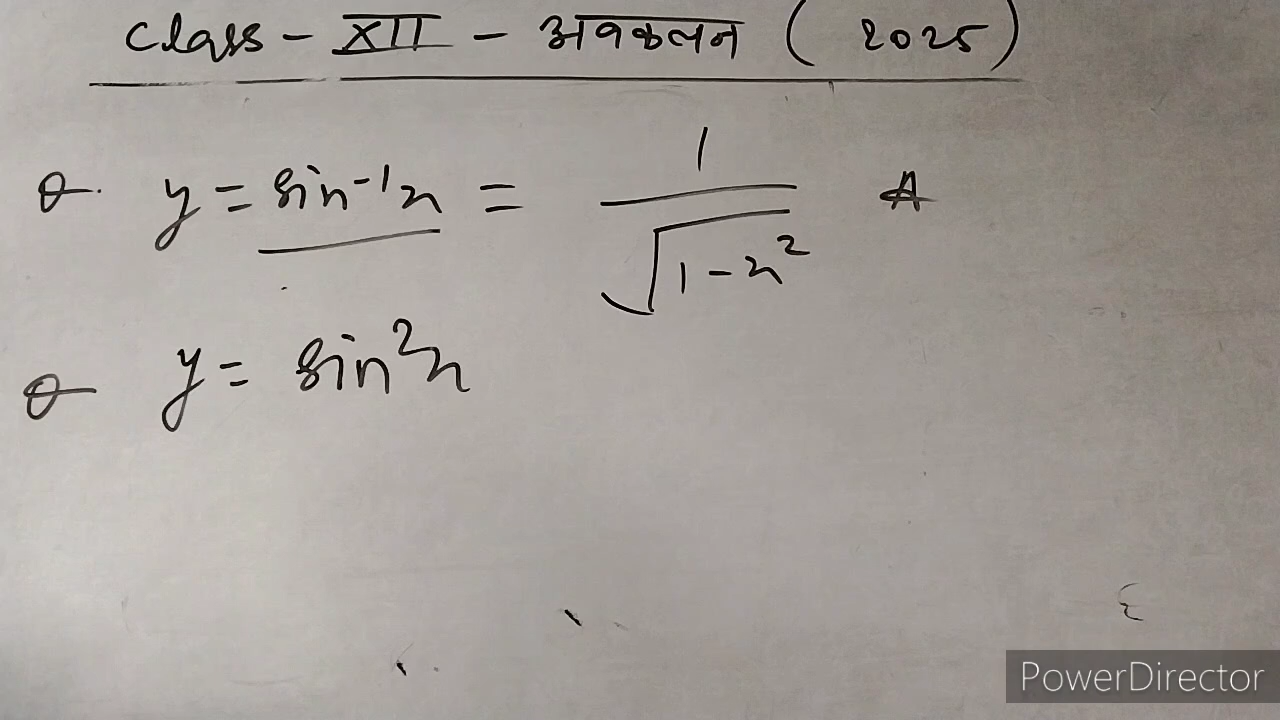 Class - XII - अवकलन ( 2025 )
Q. y = sin⁻¹x = 1/√(1-x²) A
Q y = sin²x
PowerDirector